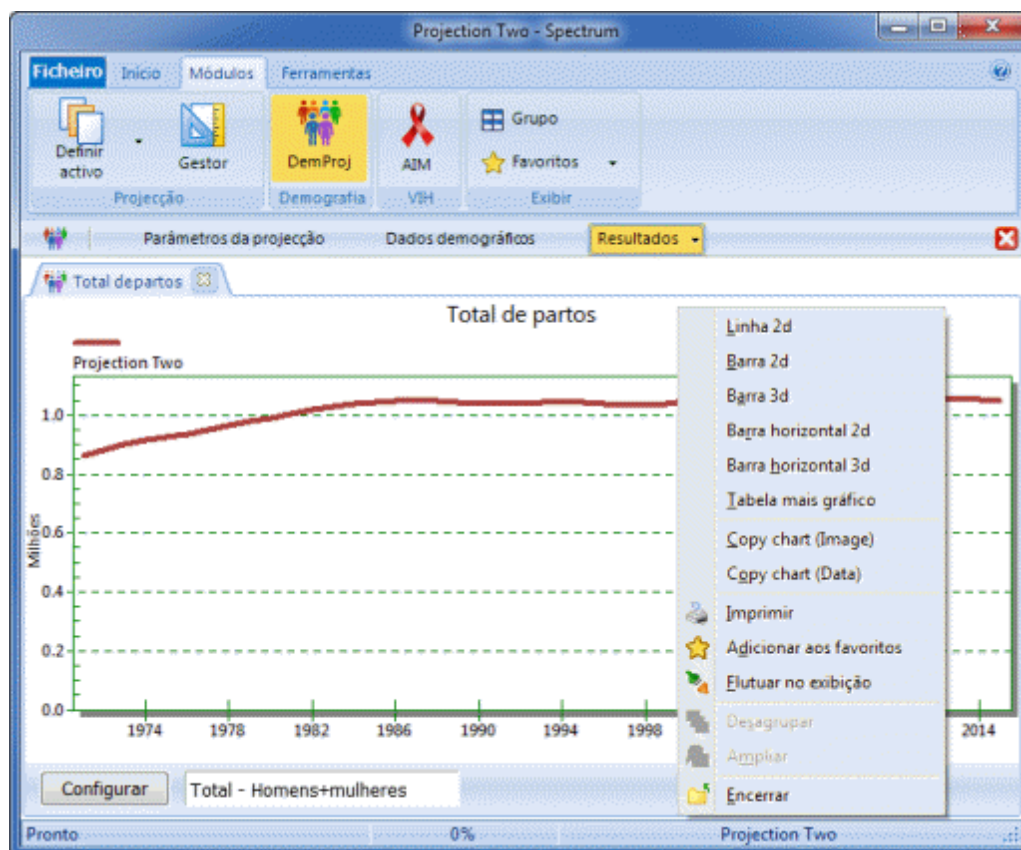 Projection Two - Spectrum
Ficheiro Início Módulos Ferramentas
Definir activo
Gestor
DemProj
AIM
Grupo
Favoritos
Projecção Demografia VIH Exibir
Parâmetros da projecção Dados demográficos Resultados
Total departos
Total de partos
Projection Two
Milhões
1.0
0.8
0.6
0.4
0.2
0.0
1974 1978 1982 1986 1990 1994 1998 2014
Linha 2d
Barra 2d
Barra 3d
Barra horizontal 2d
Barra horizontal 3d
Tabela mais gráfico
Copy chart (Image)
Copy chart (Data)
Imprimir
Adicionar aos favoritos
Flutuar no exibição
Desagrupar
Ampliar
Encerrar
Configurar Total - Homens+mulheres
Pronto 0% Projection Two